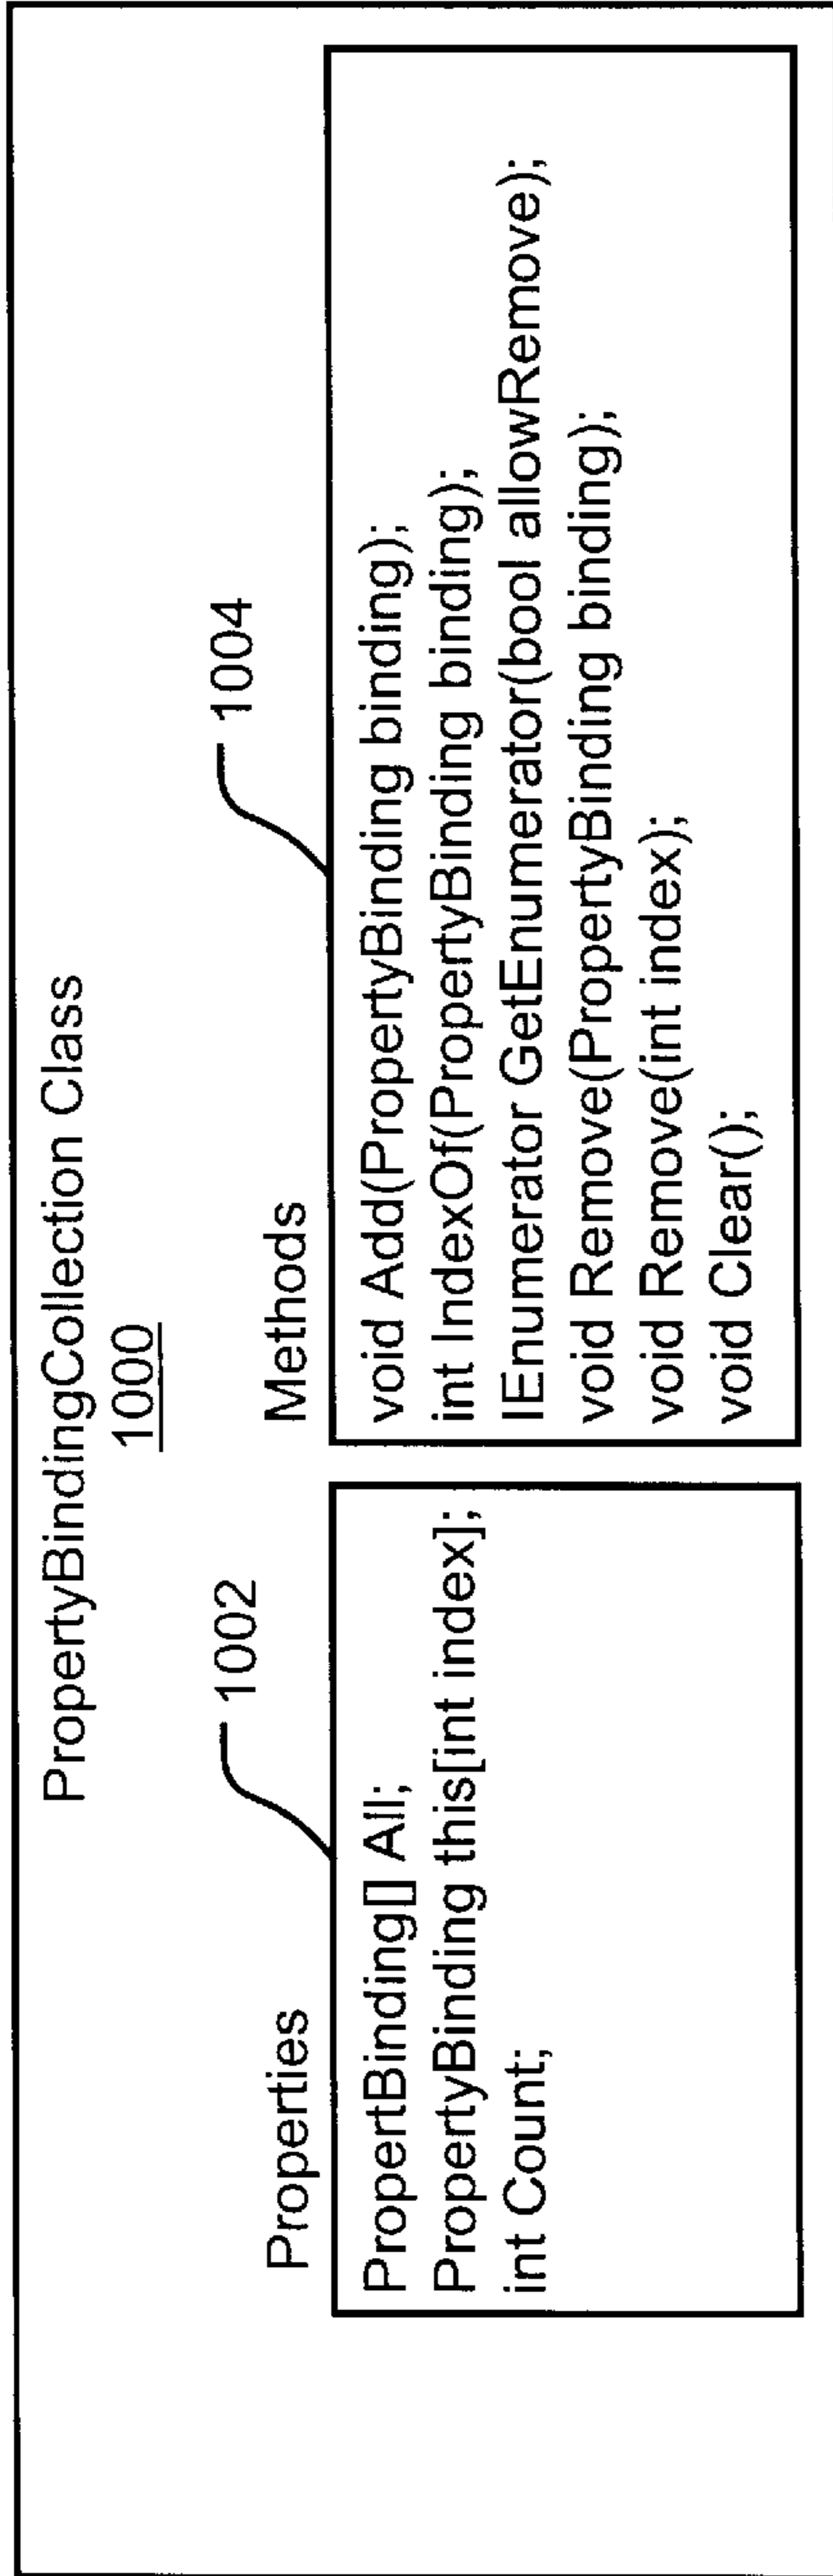 PropertyBindingCollection Class
1000
Properties
1002
PropertBinding[] All;
PropertyBinding this[int index];
int Count;
Methods
1004
void Add(PropertyBinding binding);
int IndexOf(PropertyBinding binding);
IEnumerator GetEnumerator(bool allowRemove);
void Remove(PropertyBinding binding);
void Remove(int index);
void Clear();